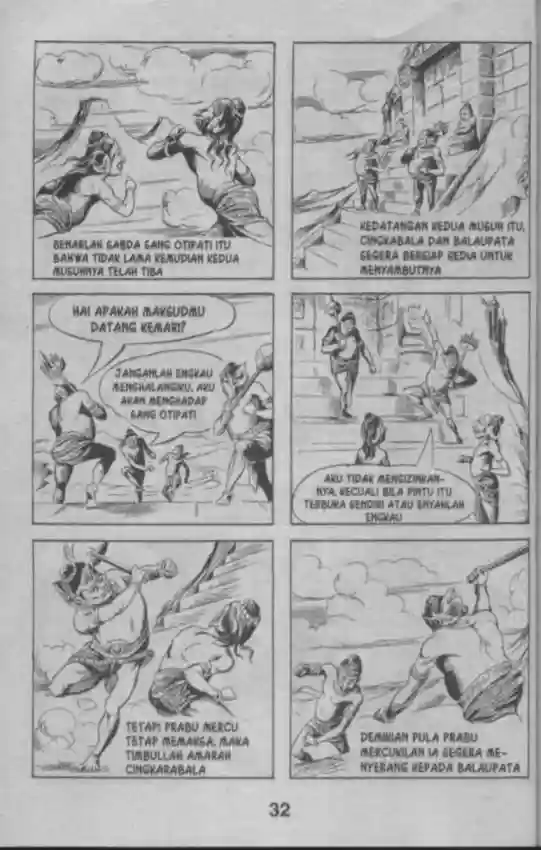 BENARLAH SABDA SANG OTIPATI ITU
BAHWA TIDAK LAMA KEMUDIAN KEDUA
MUSUHNYA TELAH TIBA
KEDATANGAN KEDUA MUSUH ITU,
CINGKABALA DAN BALAUPATA
SEGERA BERSIAP SEDIA UNTUK
MENYAMBUTNYA
HAI APAKAH MAKSUDMU
DATANG KEMARI?
JANGANLAH ENGKAU
MENGHALANGIKU. AKU
AKAN MENGHADAP
SANG OTIPATI
AKU TIDAK MENGIZINKAN-
NYA, KECUALI BILA PINTU ITU
TERBUKA SENDIRI ATAU ENYAHLAH
ENGKAU
TETAPI PRABU MERCU
TETAP MEMAKSA, MAKA
TIMBULLAH AMARAH
CINGKARABALA
DEMIKIAN PULA PRABU
MERCUKILAN IA SEGERA ME-
NYERANG KEPADA BALAUPATA
32